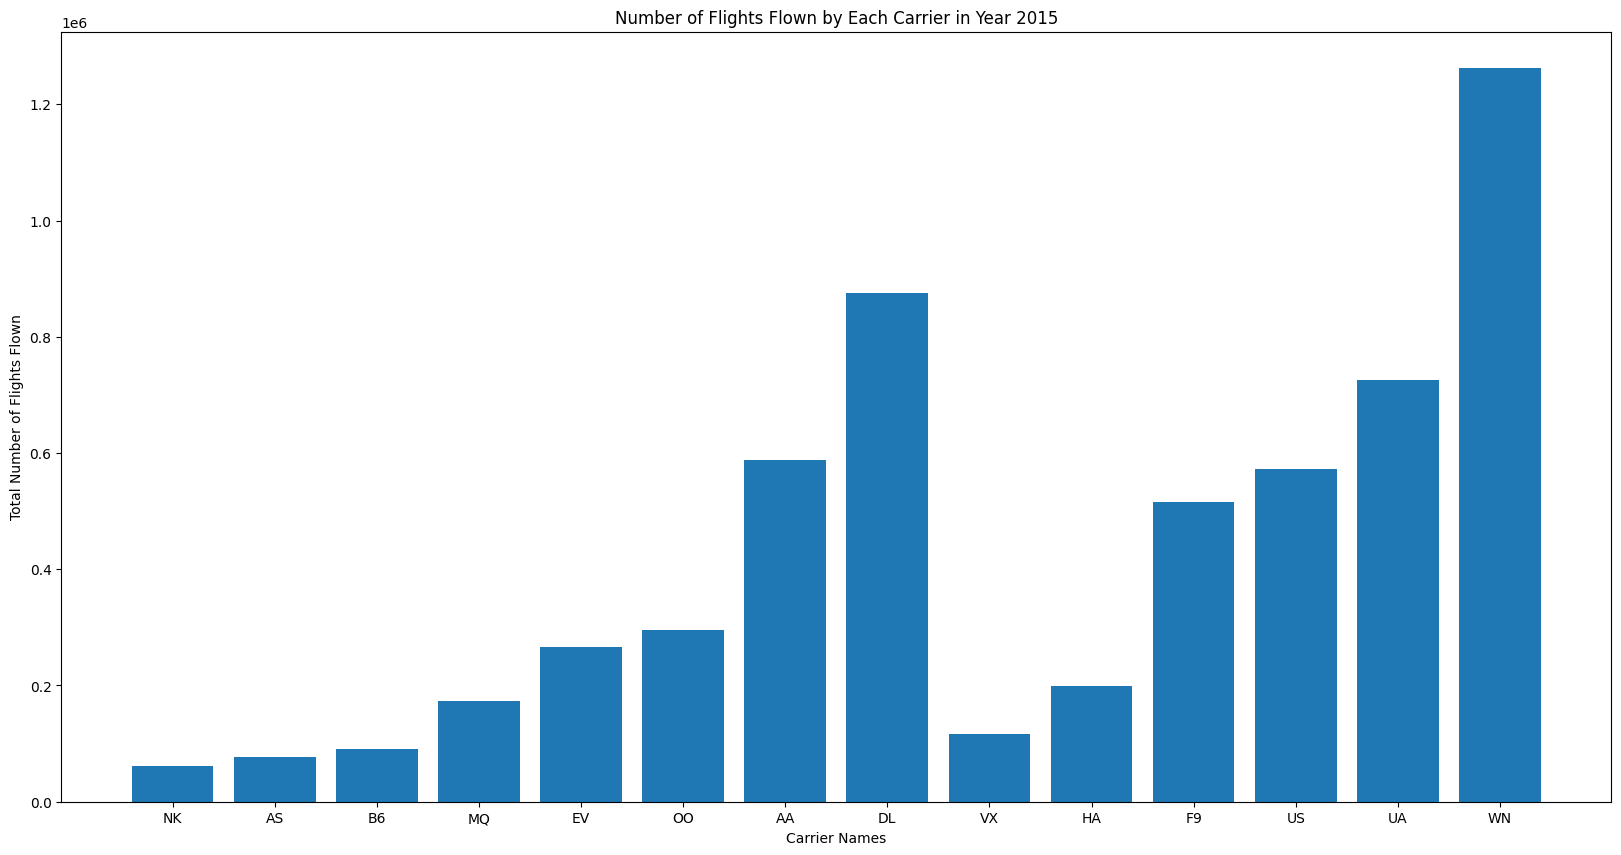 Number of Flights Flown by Each Carrier in Year 2015
1e6
1.2
1.0
0.8
0.6
0.4
0.2
0.0
Total Number of Flights Flown
NK AS B6 MQ EV OO AA DL VX HA F9 US UA WN
Carrier Names